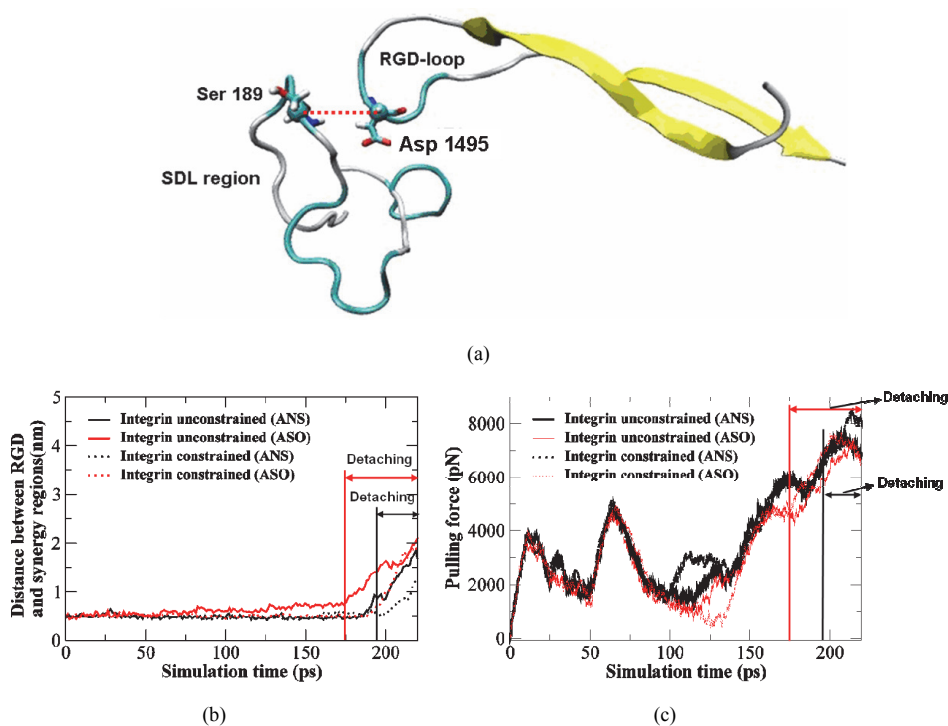 Ser 189
RGD-loop
Asp 1495
SDL region
(a)
Distance between RGD
and synergy regions(nm)
5
4
3
2
1
0
Integrin unconstrained (ANS)
Integrin unconstrained (ASO)
Integrin constrained (ANS)
Integrin constrained (ASO)
Detaching
Detaching
0 50 100 150 200
Simulation time (ps)
(b)
Pulling force (pN)
8000
6000
4000
2000
0
Integrin unconstrained (ANS)
Integrin unconstrained (ASO)
Integrin constrained (ANS)
Integrin constrained (ASO)
Detaching
Detaching
0 50 100 150 200
Simulation time (ps)
(c)